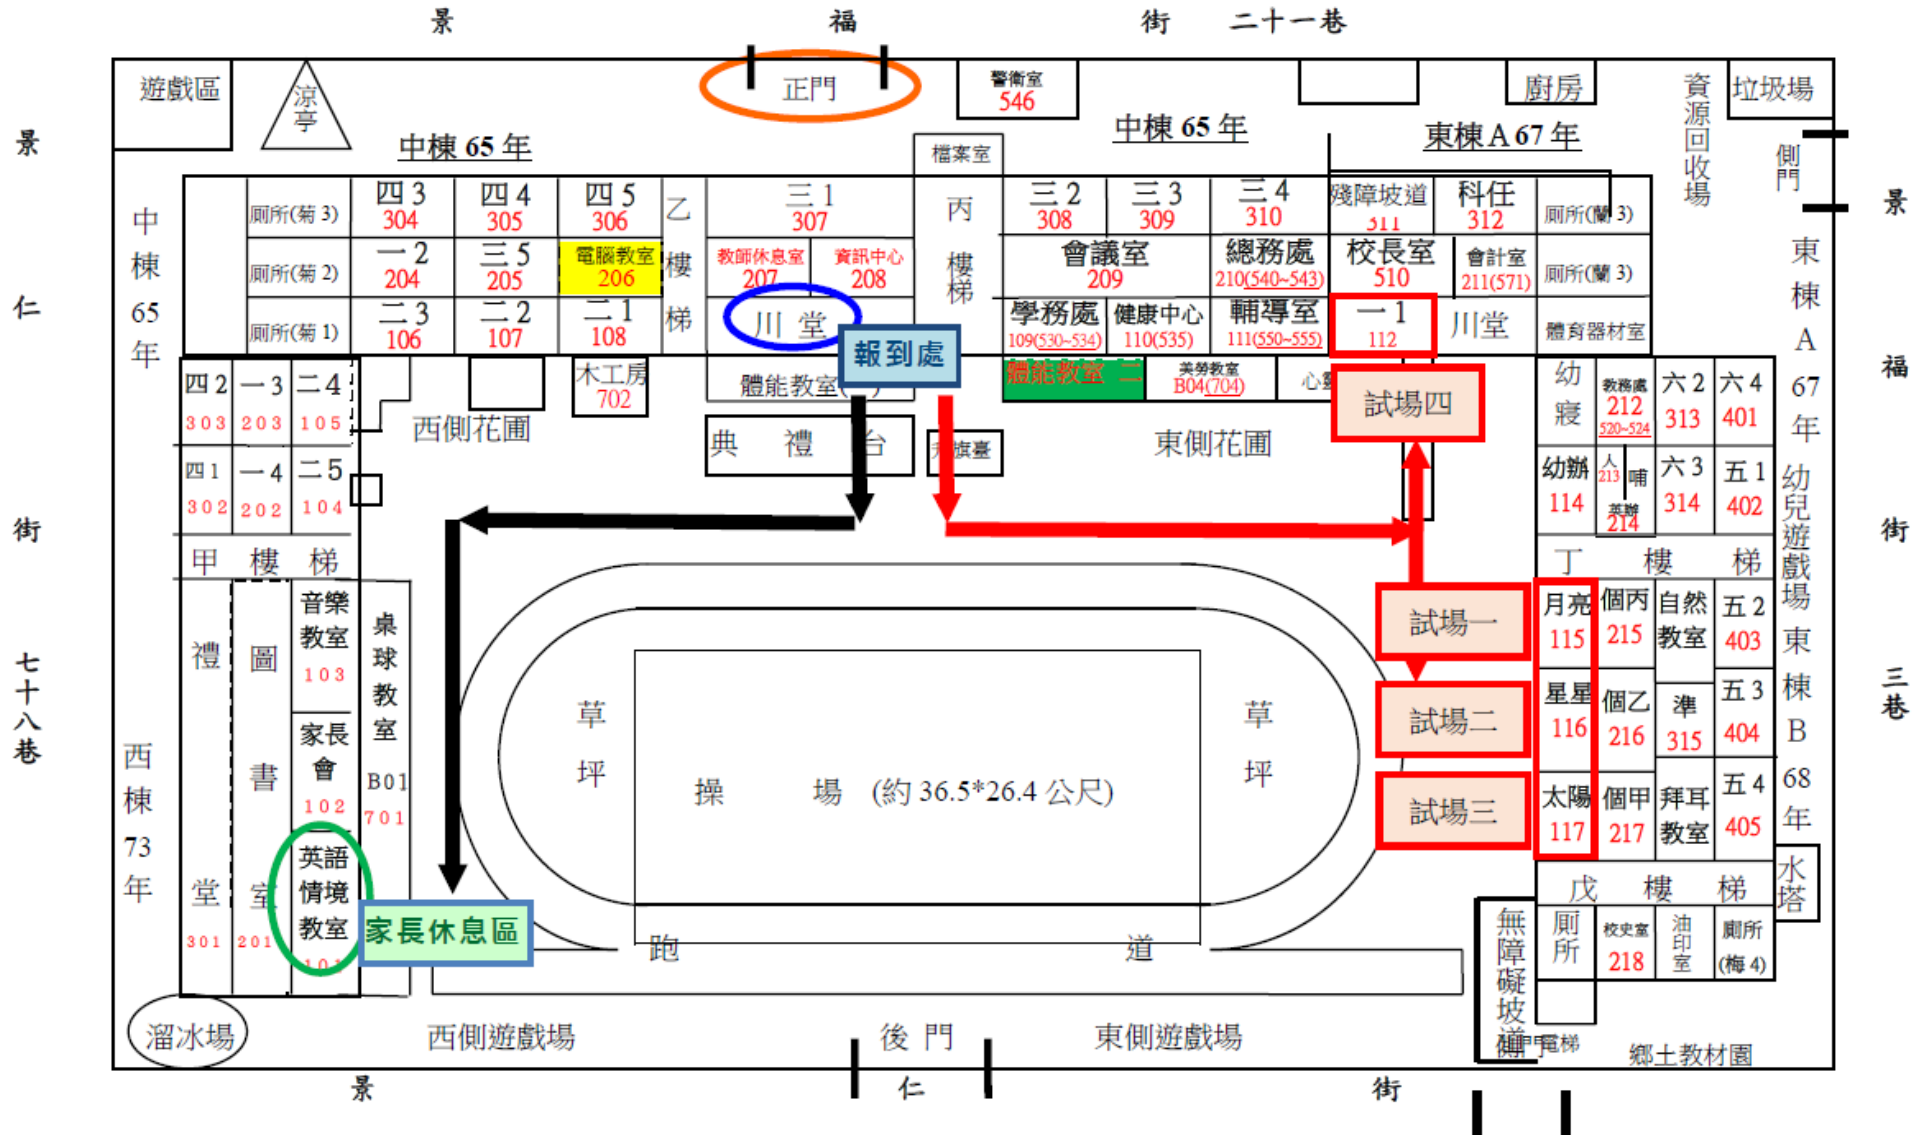 景 福 街 二十一巷
遊戲區
涼亭
正門
警衛室
546
廚房
資源回收場
垃圾場
側門
中棟 65 年
檔案室
中棟 65 年
東棟A 67 年
景 仁 街 七十八巷
景 福 街 三巷
中棟 65 年
廁所(菊 3)
四 3
304
四 4
305
四 5
306
乙 樓 梯
三 1
307
丙 樓 梯
三 2
308
三 3
309
三 4
310
殘障坡道
311
科任
312
廁所(蘭 3)
廁所(菊 2)
一 2
204
三 5
205
電腦教室
206
教師休息室
207
資訊中心
208
會議室
209
總務處
210(540~543)
校長室
510
會計室
211(571)
廁所(蘭 3)
廁所(菊 1)
二 3
106
二 2
107
二 1
108
川 堂
報到處
學務處
109(530~534)
健康中心
110(535)
輔導室
111(550~555)
一 1
112
川堂
體育器材室
東棟 A 67 年
四 2
303
一 3
203
二 4
105
木工房
702
體能教室(
體能教室 二
美勞教室
B04(704)
試場四
西側花圃
典 禮 台
旗臺
東側花圃
幼寢
教務處
212
520~524
六 2
313
六 4
401
四 1
302
一 4
202
二 5
104
幼辦
114
人
213
哺
英辦
214
六 3
314
五 1
402
幼兒遊戲場
甲 樓 梯
丁 樓 梯
禮 堂
301
圖 書 室
201
音樂教室
103
家長會
102
英語情境教室
101
桌球教室
B01
701
家長休息區
西棟 73 年
草坪
操 場 (約 36.5*26.4 公尺)
草坪
跑 道
試場一
試場二
試場三
月亮
115
個丙
215
自然教室
五 2
403
星星
116
個乙
216
準
315
五 3
404
太陽
117
個甲
217
拜耳教室
五 4
405
東棟 B 68 年
戊 樓 梯
水塔
無障礙坡道
廁所
校史室
218
油印室
廁所
(梅 4)
溜冰場
西側遊戲場
後 門
東側遊戲場
電梯
鄉土教材園
景 仁 街